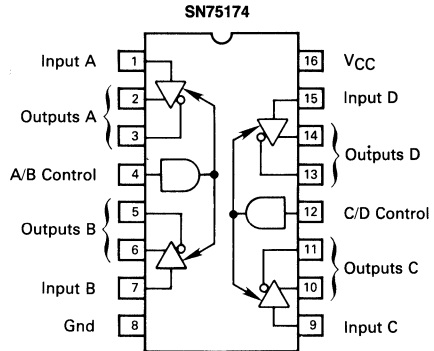 SN75174
Input A 1
2
Outputs A
3
A/B Control 4
5
Outputs B
6
Input B 7
Gnd 8
16 VCC
15 Input D
14
Outputs D
13
12 C/D Control
11
Outputs C
10
9 Input C